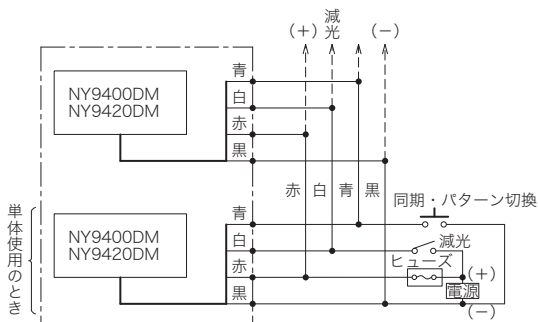 (+) 減光 (−)
青
NY9400DM
NY9420DM
白
赤
黒
赤 白 青 黒
同期・パターン切換
単体使用のとき
青
NY9400DM
NY9420DM
白
減光
赤
ヒューズ
(+)
黒
電源
(−)